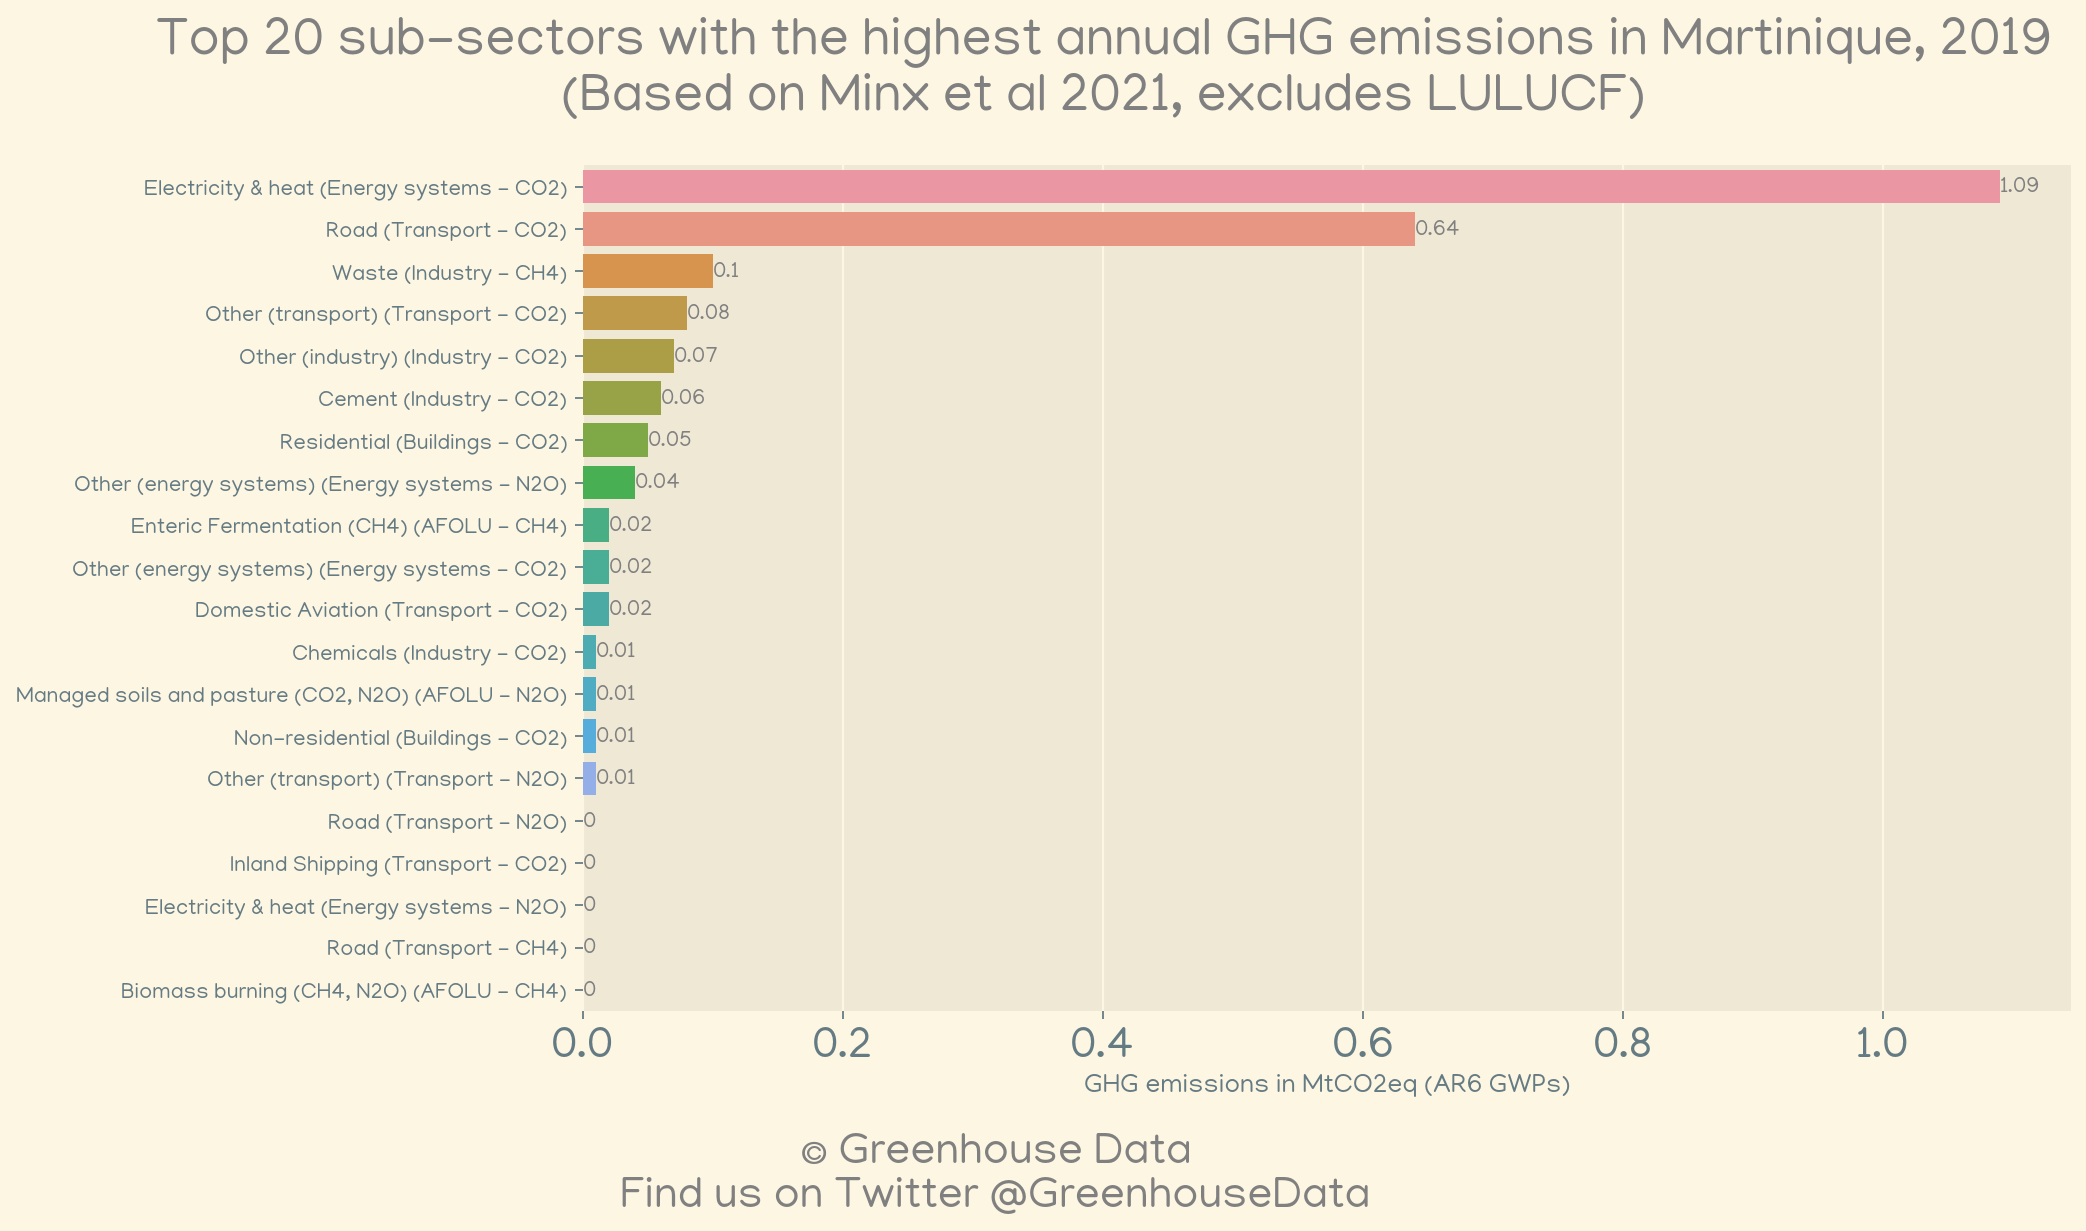 Top 20 sub-sectors with the highest annual GHG emissions in Martinique, 2019
(Based on Minx et al 2021, excludes LULUCF)
Electricity & heat (Energy systems - CO2) 1.09
Road (Transport - CO2) 0.64
Waste (Industry - CH4) 0.1
Other (transport) (Transport - CO2) 0.08
Other (industry) (Industry - CO2) 0.07
Cement (Industry - CO2) 0.06
Residential (Buildings - CO2) 0.05
Other (energy systems) (Energy systems - N2O) 0.04
Enteric Fermentation (CH4) (AFOLU - CH4) 0.02
Other (energy systems) (Energy systems - CO2) 0.02
Domestic Aviation (Transport - CO2) 0.02
Chemicals (Industry - CO2) 0.01
Managed soils and pasture (CO2, N2O) (AFOLU - N2O) 0.01
Non-residential (Buildings - CO2) 0.01
Other (transport) (Transport - N2O) 0.01
Road (Transport - N2O) 0
Inland Shipping (Transport - CO2) 0
Electricity & heat (Energy systems - N2O) 0
Road (Transport - CH4) 0
Biomass burning (CH4, N2O) (AFOLU - CH4) 0
0.0 0.2 0.4 0.6 0.8 1.0
GHG emissions in MtCO2eq (AR6 GWPs)
© Greenhouse Data
Find us on Twitter @GreenhouseData